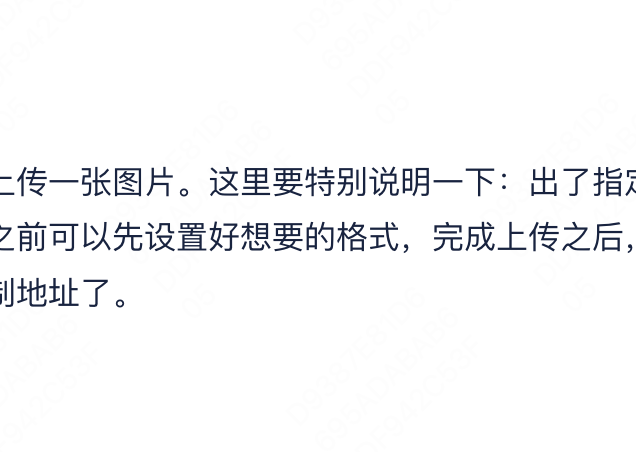 上传一张图片。这里要特别说明一下：出了指定
之前可以先设置好想要的格式，完成上传之后，
制地址了。